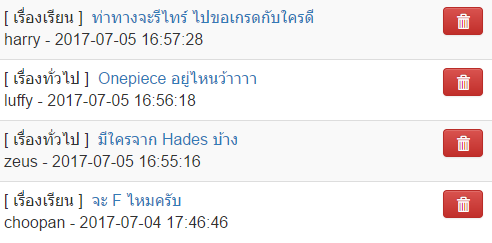 [ เรื่องเรียน ] ท่าทางจะรีไทร์ ไปขอเกรดกับใครดี
harry - 2017-07-05 16:57:28
[ เรื่องทั่วไป ] Onepiece อยู่ไหนว้าาาา
luffy - 2017-07-05 16:56:18
[ เรื่องทั่วไป ] มีใครจาก Hades บ้าง
zeus - 2017-07-05 16:55:16
[ เรื่องเรียน ] จะ F ไหมครับ
choopan - 2017-07-04 17:46:46